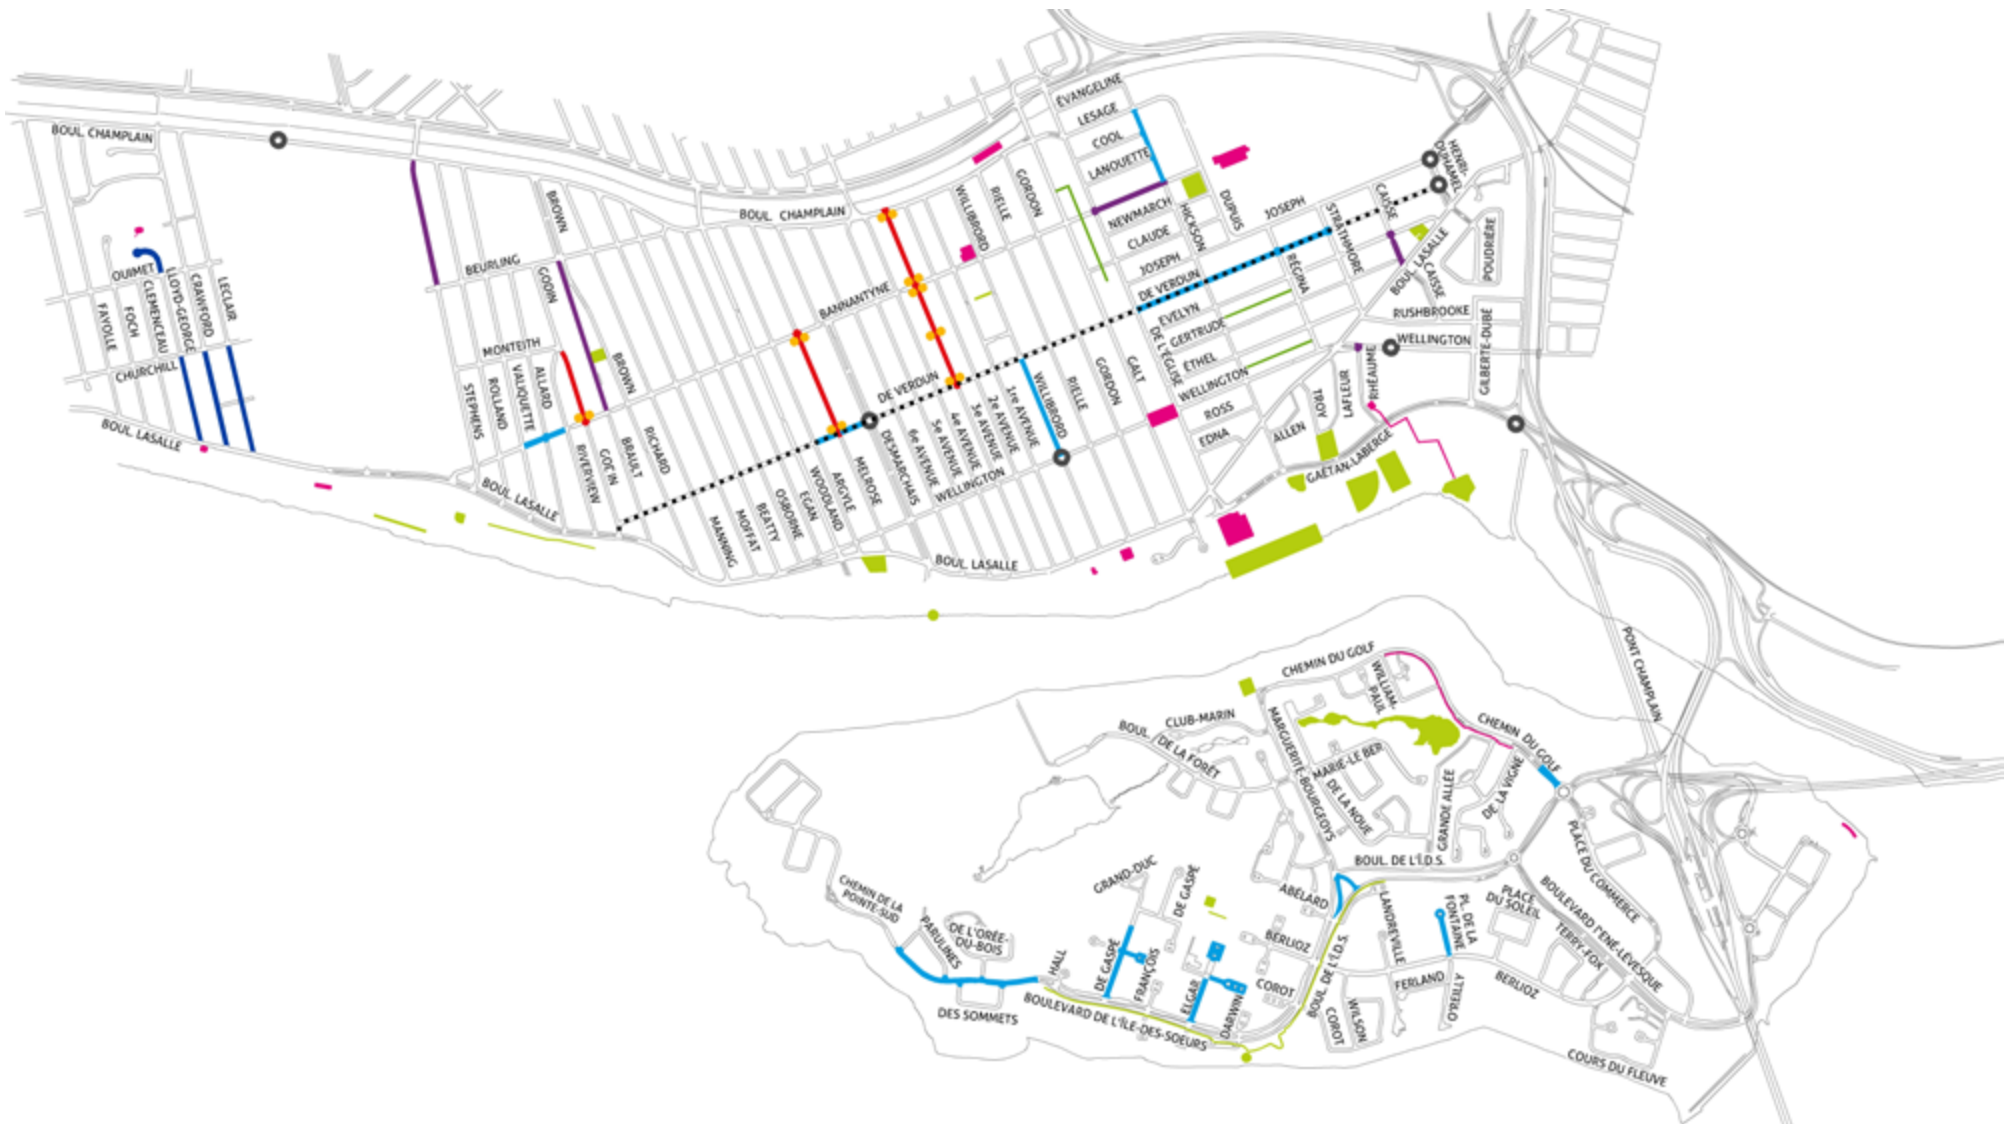 BOUL. CHAMPLAIN
OUIMET
FAYOLLE
FOCH
CLEMENCEAU
LLOYD-GEORGE
CRAWFORD
LECLAIR
CHURCHILL
BOUL. LASALLE
BROWN
BEURLING
GODIN
MONTEITH
BROWN
STEPHENS
ROLLAND
VALIQUETTE
ALLARD
RIVERVIEW
GODIN
BRAULT
RICHARD
BOUL. LASALLE
BOUL. CHAMPLAIN
BANNANTYNE
DE VERDUN
MANNING
MOFFAT
BEATTY
OSBORNE
EGAN
WOODLAND
ARGYLE
MELROSE
DESMARCHAIS
6e AVENUE
5e AVENUE
4e AVENUE
3e AVENUE
2e AVENUE
1re AVENUE
WILLIBRORD
RIELLE
GORDON
GALT
DE L'ÉGLISE
WELLINGTON
BOUL. LASALLE
WILLIBRORD
RIELLE
GORDON
ÉVANGELINE
LESAGE
COOL
LANOUETTE
NEWMARCH
CLAUDE
JOSEPH
DE VERDUN
EVELYN
GERTRUDE
ETHEL
WELLINGTON
ROSS
EDNA
HICKSON
DUPUIS
JOSEPH
RÉGINA
STRATHMORE
CAISSE
HENRI-
DUHAMEL
BOUL. LASALLE
CAISSE
POUDRIÈRE
RUSHBROOKE
WELLINGTON
GILBERTE-DUBÉ
RHÉAUME
LAFLEUR
TROY
ALLEN
GAÉTAN-LABERGE
PONT CHAMPLAIN
CHEMIN DU GOLF
WILLIAM-
PAUL
CHEMIN DU GOLF
CLUB-MARIN
BOUL. DE LA FORÊT
MARGUERITE-BOURGEOYS
MARIE-LE BER
DE LA NOUE
GRANDE ALLÉE
DE LA VIGNE
PLACE DU COMMERCE
BOUL. DE L'I.D.S.
BOULEVARD RENÉ-LÉVESQUE
PLACE
DU SOLEIL
TERRY-FOX
PL. DE LA
FONTAINE
LANDREVILLE
ABÉLARD
BERLIOZ
COROT
BOUL. DE L'I.D.S.
FERLAND
O'REILLY
BERLIOZ
WILSON
COROT
COURS DU FLEUVE
GRAND-DUC
DE GASPÉ
DE GASPÉ
FRANÇOIS
ELGAR
DARWIN
HALL
BOULEVARD DE L'ÎLE-DES-SOEURS
CHEMIN DE LA
POINTE-SUD
PARULINES
DE L'ORÉE-
DU-BOIS
DES SOMMETS